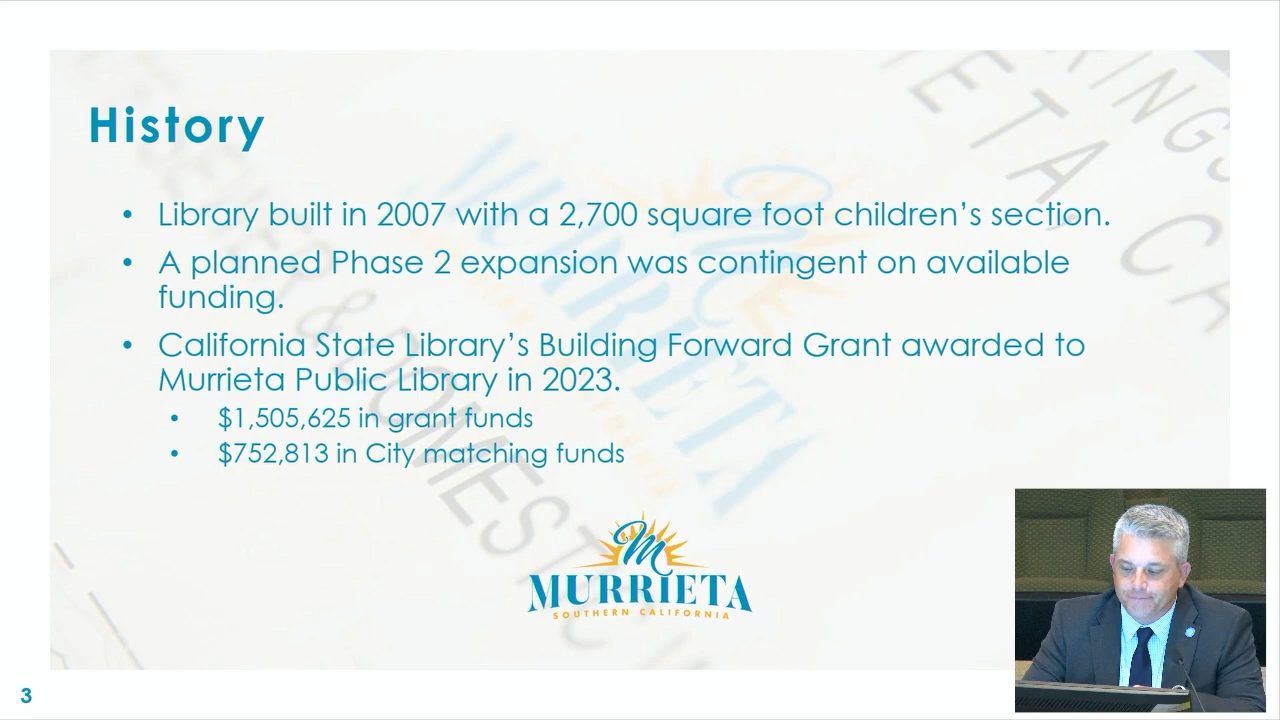 History
• Library built in 2007 with a 2,700 square foot children's section.
• A planned Phase 2 expansion was contingent on available
funding.
• California State Library's Building Forward Grant awarded to
Murrieta Public Library in 2023.
• $1,505,625 in grant funds
• $752,813 in City matching funds
M
MURRIETA
SOUTHERN CALIFORNIA
3